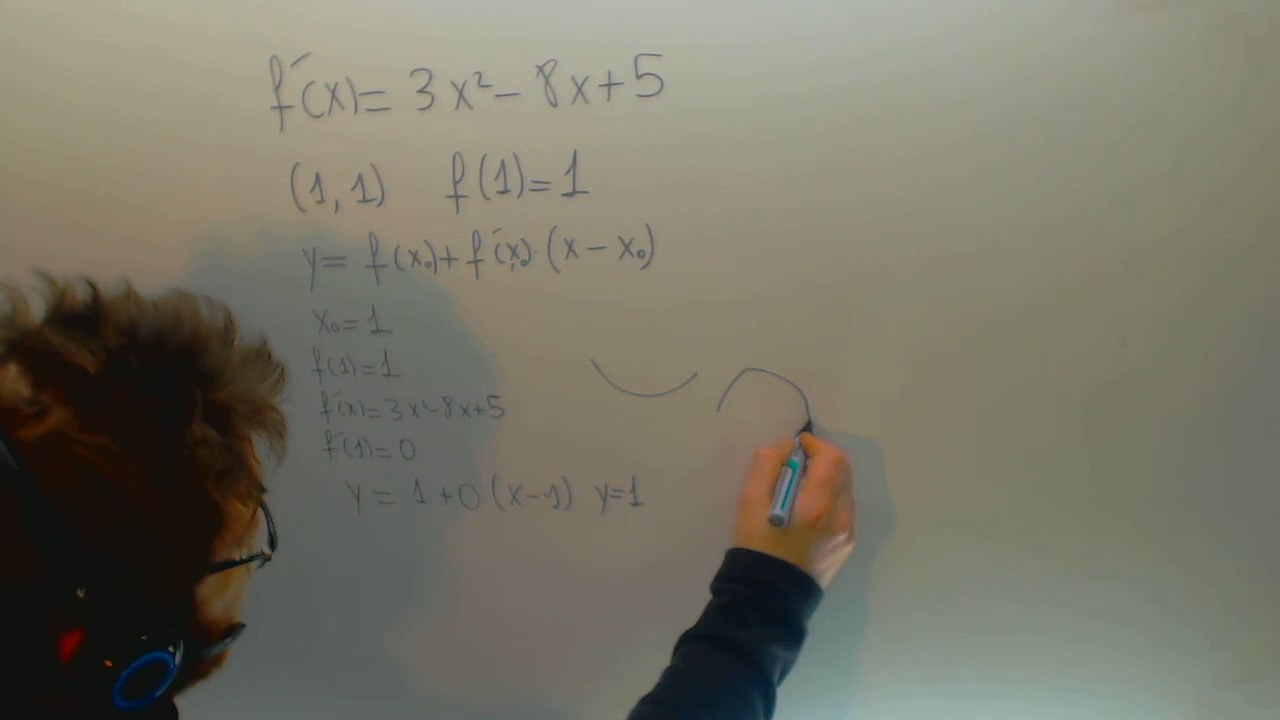 f´(x)= 3x²-8x+5
(1,1) f(1)=1
y= f(x₀)+f´(x₀)·(x-x₀)
x₀=1
f(1)=1
f´(x)=3x²-8x+5
f´(1)=0
y= 1+0(x-1) y=1